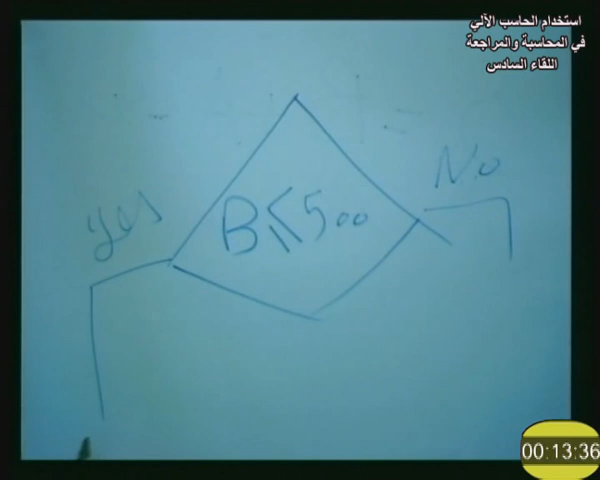 استخدام الحاسب الآلي
في المحاسبة والمراجعة
اللقاء السادس
No
yes
B≤500
00:13:36